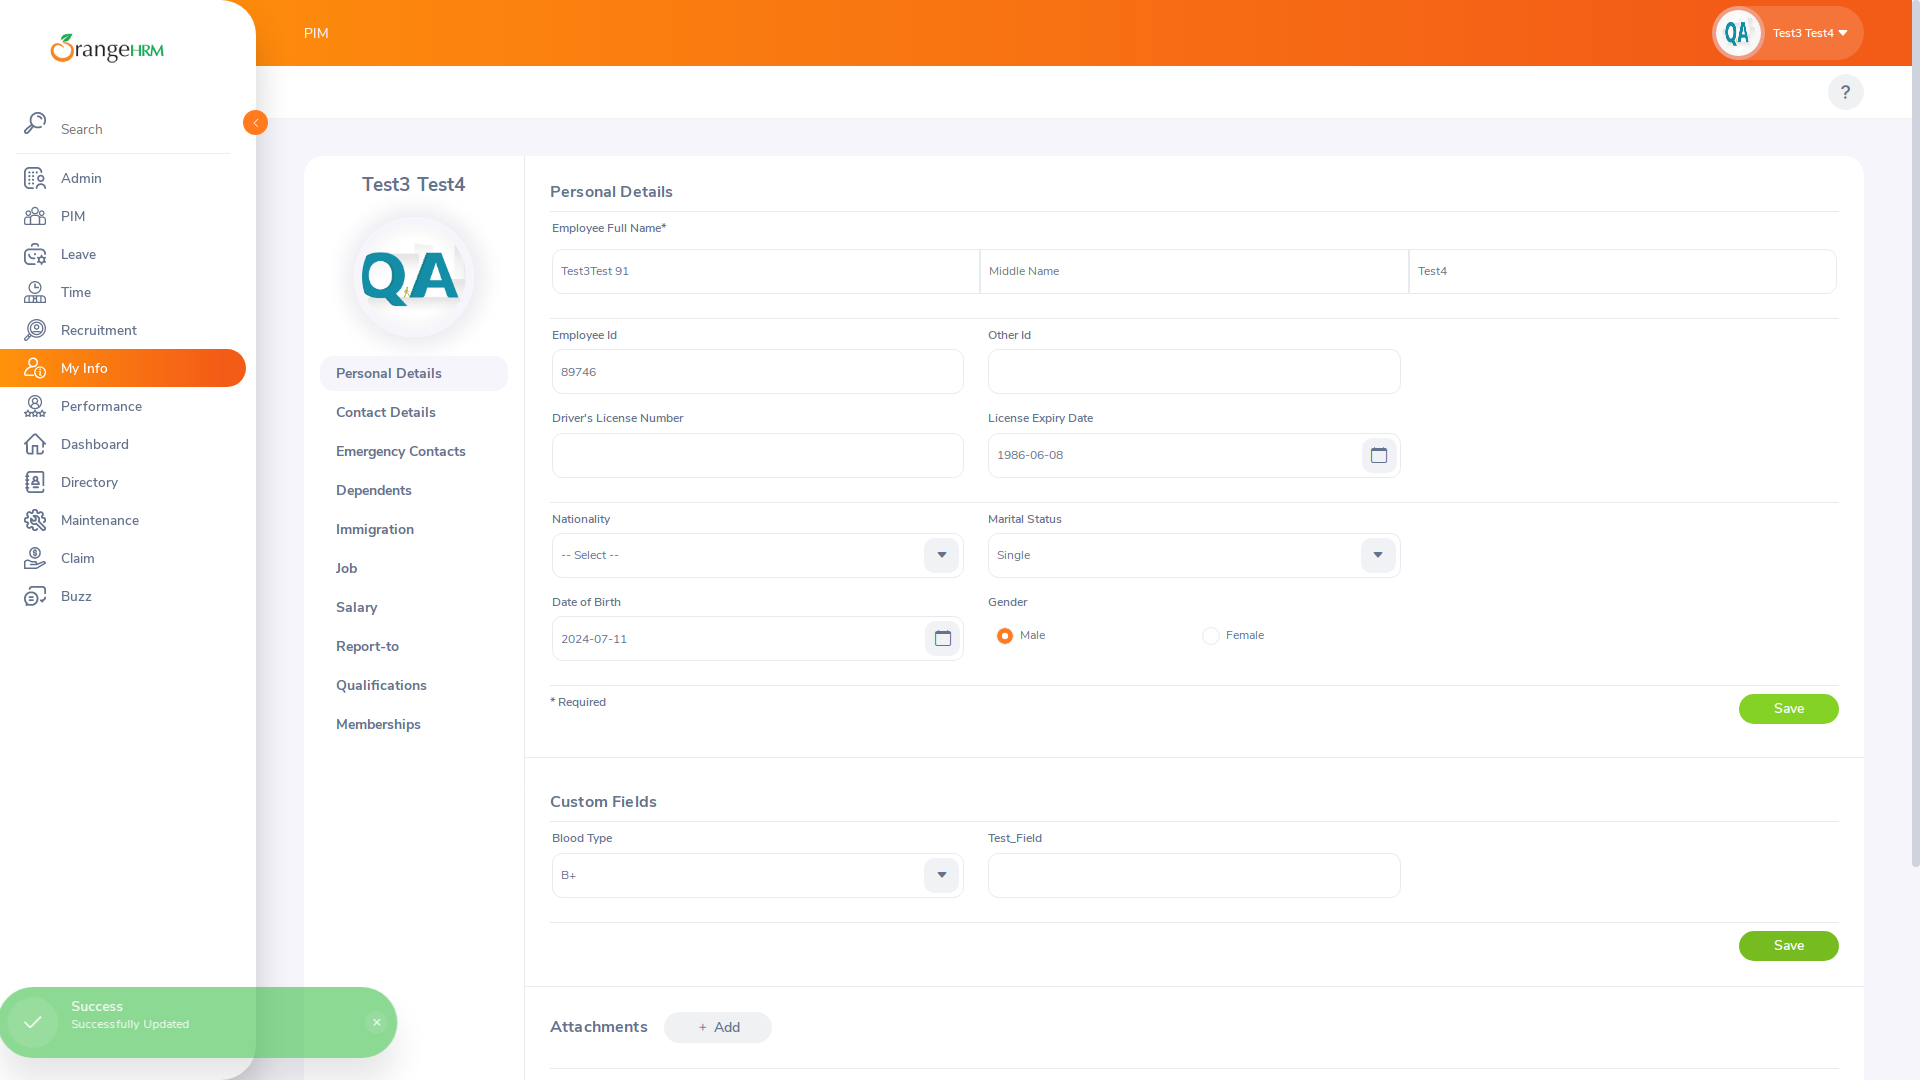 OrangeHRM
PIM
Test3 Test4
?
Search
Admin
PIM
Leave
Time
Recruitment
My Info
Performance
Dashboard
Directory
Maintenance
Claim
Buzz
Test3 Test4
QA
Personal Details
Contact Details
Emergency Contacts
Dependents
Immigration
Job
Salary
Report-to
Qualifications
Memberships
Personal Details
Employee Full Name*
Test3Test 91
Middle Name
Test4
Employee Id
Other Id
89746
Driver's License Number
License Expiry Date
1986-06-08
Nationality
Marital Status
-- Select --
Single
Date of Birth
Gender
2024-07-11
Male
Female
* Required
Save
Custom Fields
Blood Type
Test_Field
B+
Save
Attachments
+ Add
Success
Successfully Updated
×
QA